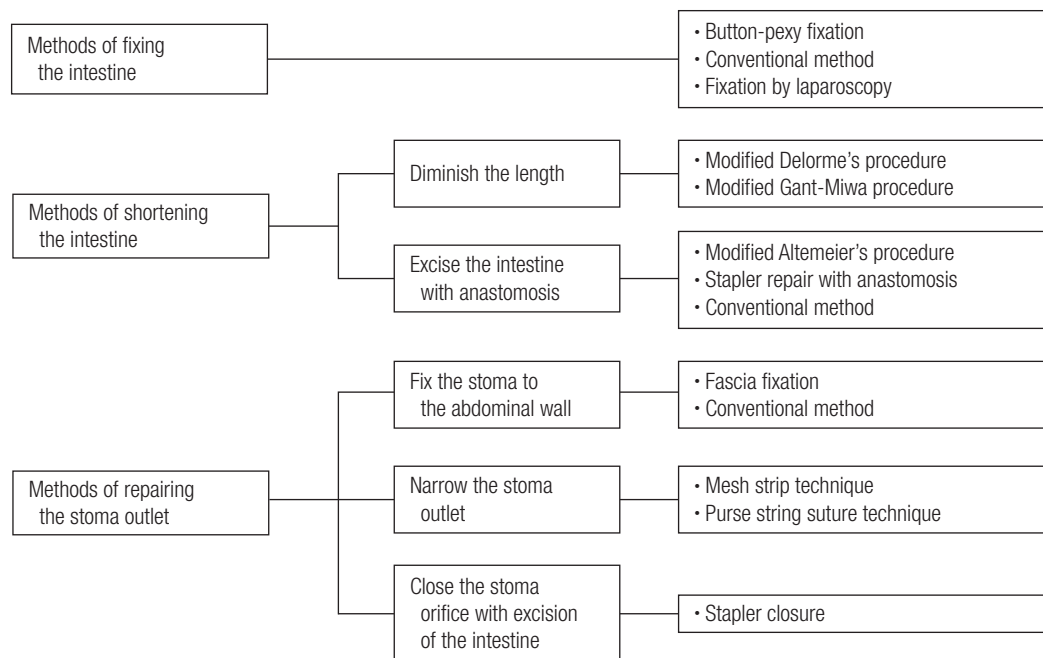 Methods of fixing
the intestine
• Button-pexy fixation
• Conventional method
• Fixation by laparoscopy
Methods of shortening
the intestine
Diminish the length
• Modified Delorme's procedure
• Modified Gant-Miwa procedure
Excise the intestine
with anastomosis
• Modified Altemeier's procedure
• Stapler repair with anastomosis
• Conventional method
Methods of repairing
the stoma outlet
Fix the stoma to
the abdominal wall
• Fascia fixation
• Conventional method
Narrow the stoma
outlet
• Mesh strip technique
• Purse string suture technique
Close the stoma
orifice with excision
of the intestine
• Stapler closure